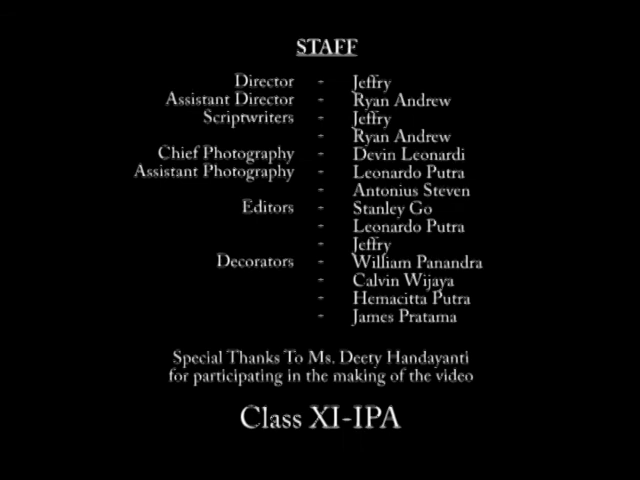 STAFF
Director - Jeffry
Assistant Director - Ryan Andrew
Scriptwriters - Jeffry
- Ryan Andrew
Chief Photography - Devin Leonardi
Assistant Photography - Leonardo Putra
- Antonius Steven
Editors - Stanley Go
- Leonardo Putra
- Jeffry
Decorators - William Panandra
- Calvin Wijaya
- Hemacitta Putra
- James Pratama
Special Thanks To Ms. Deety Handayanti
for participating in the making of the video
Class XI-IPA